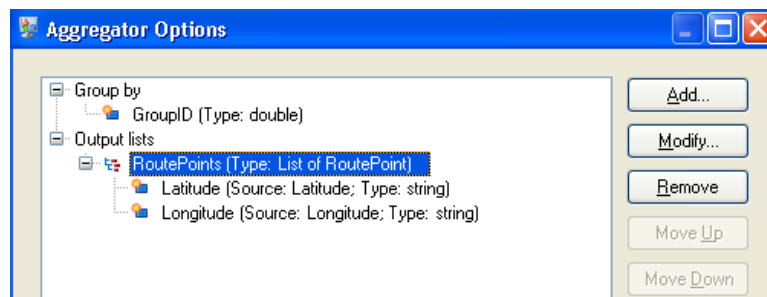 Aggregator Options
Group by
GroupID (Type: double)
Output lists
RoutePoints (Type: List of RoutePoint)
Latitude (Source: Latitude; Type: string)
Longitude (Source: Longitude; Type: string)
Add...
Modify...
Remove
Move Up
Move Down